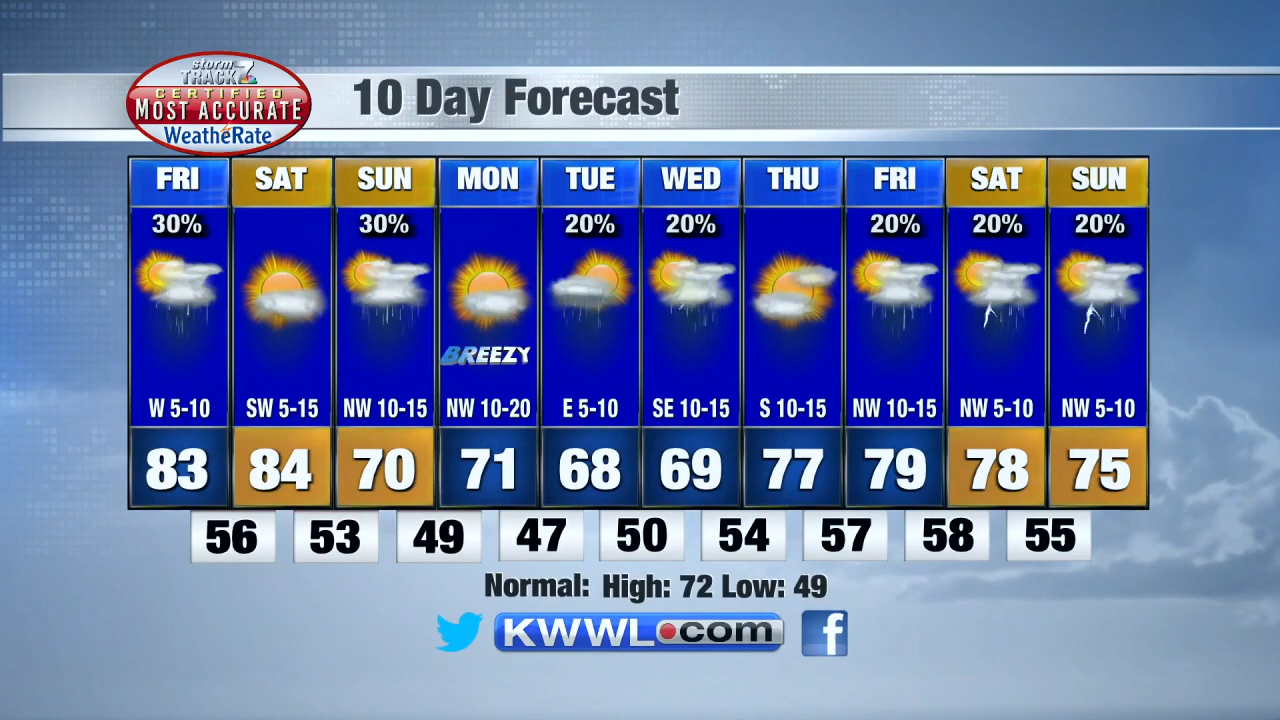 storm
TRACK 7
CERTIFIED
MOST ACCURATE
WeatheRate
10 Day Forecast
FRI SAT SUN MON TUE WED THU FRI SAT SUN
30% 30% 20% 20% 20% 20% 20%
BREEZY
W 5-10 SW 5-15 NW 10-15 NW 10-20 E 5-10 SE 10-15 S 10-15 NW 10-15 NW 5-10 NW 5-10
83 84 70 71 68 69 77 79 78 75
56 53 49 47 50 54 57 58 55
Normal: High: 72 Low: 49
KWWL.com
f